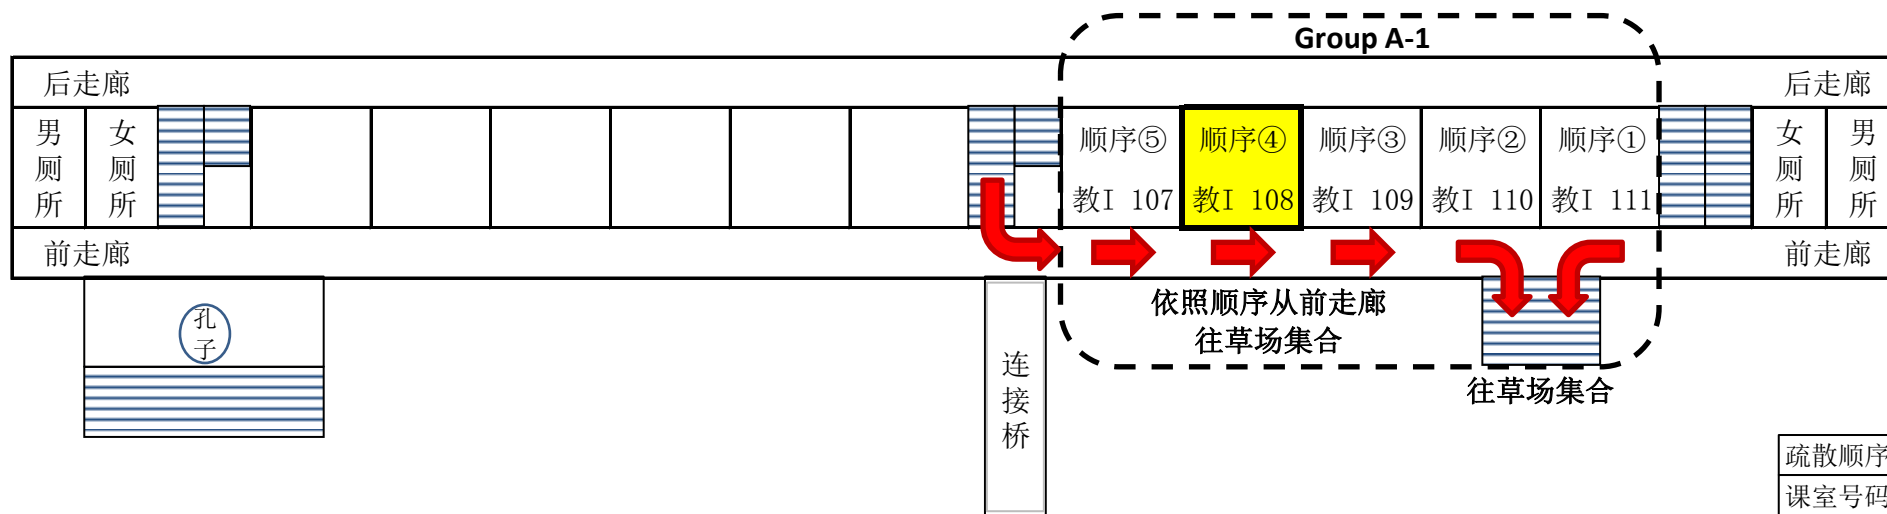 Group A-1
后走廊
后走廊
男厕所
女厕所
顺序⑤
教I 107
顺序④
教I 108
顺序③
教I 109
顺序②
教I 110
顺序①
教I 111
女厕所
男厕所
前走廊
前走廊
孔子
连接桥
依照顺序从前走廊
往草场集合
往草场集合
疏散顺序
课室号码